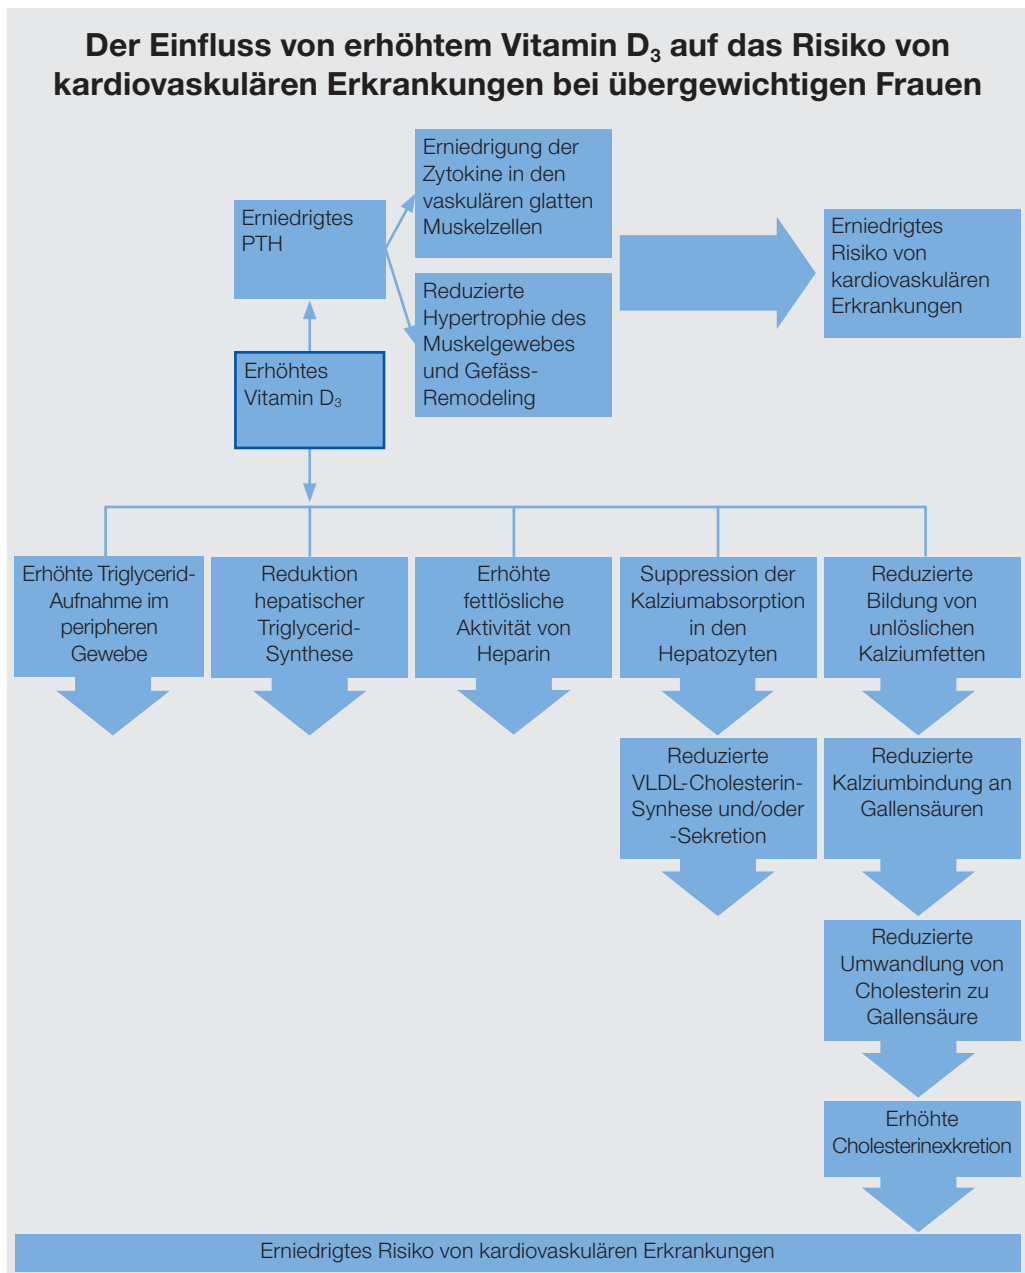 Der Einfluss von erhöhtem Vitamin D₃ auf das Risiko von
kardiovaskulären Erkrankungen bei übergewichtigen Frauen
Erniedrigung der
Zytokine in den
vaskulären glatten
Muskelzellen
Erniedrigtes
PTH
Erniedrigtes
Risiko von
kardiovaskulären
Erkrankungen
Reduzierte
Hypertrophie des
Muskelgewebes
und Gefäss-
Remodeling
Erhöhtes
Vitamin D₃
Erhöhte Triglycerid-
Aufnahme im
peripheren
Gewebe
Reduktion
hepatischer
Triglycerid-
Synthese
Erhöhte
fettlösliche
Aktivität von
Heparin
Suppression der
Kalziumabsorption
in den
Hepatozyten
Reduzierte
Bildung von
unlöslichen
Kalziumfetten
Reduzierte
VLDL-Cholesterin-
Synhese und/oder
-Sekretion
Reduzierte
Kalziumbindung an
Gallensäuren
Reduzierte
Umwandlung von
Cholesterin zu
Gallensäure
Erhöhte
Cholesterinexkretion
Erniedrigtes Risiko von kardiovaskulären Erkrankungen